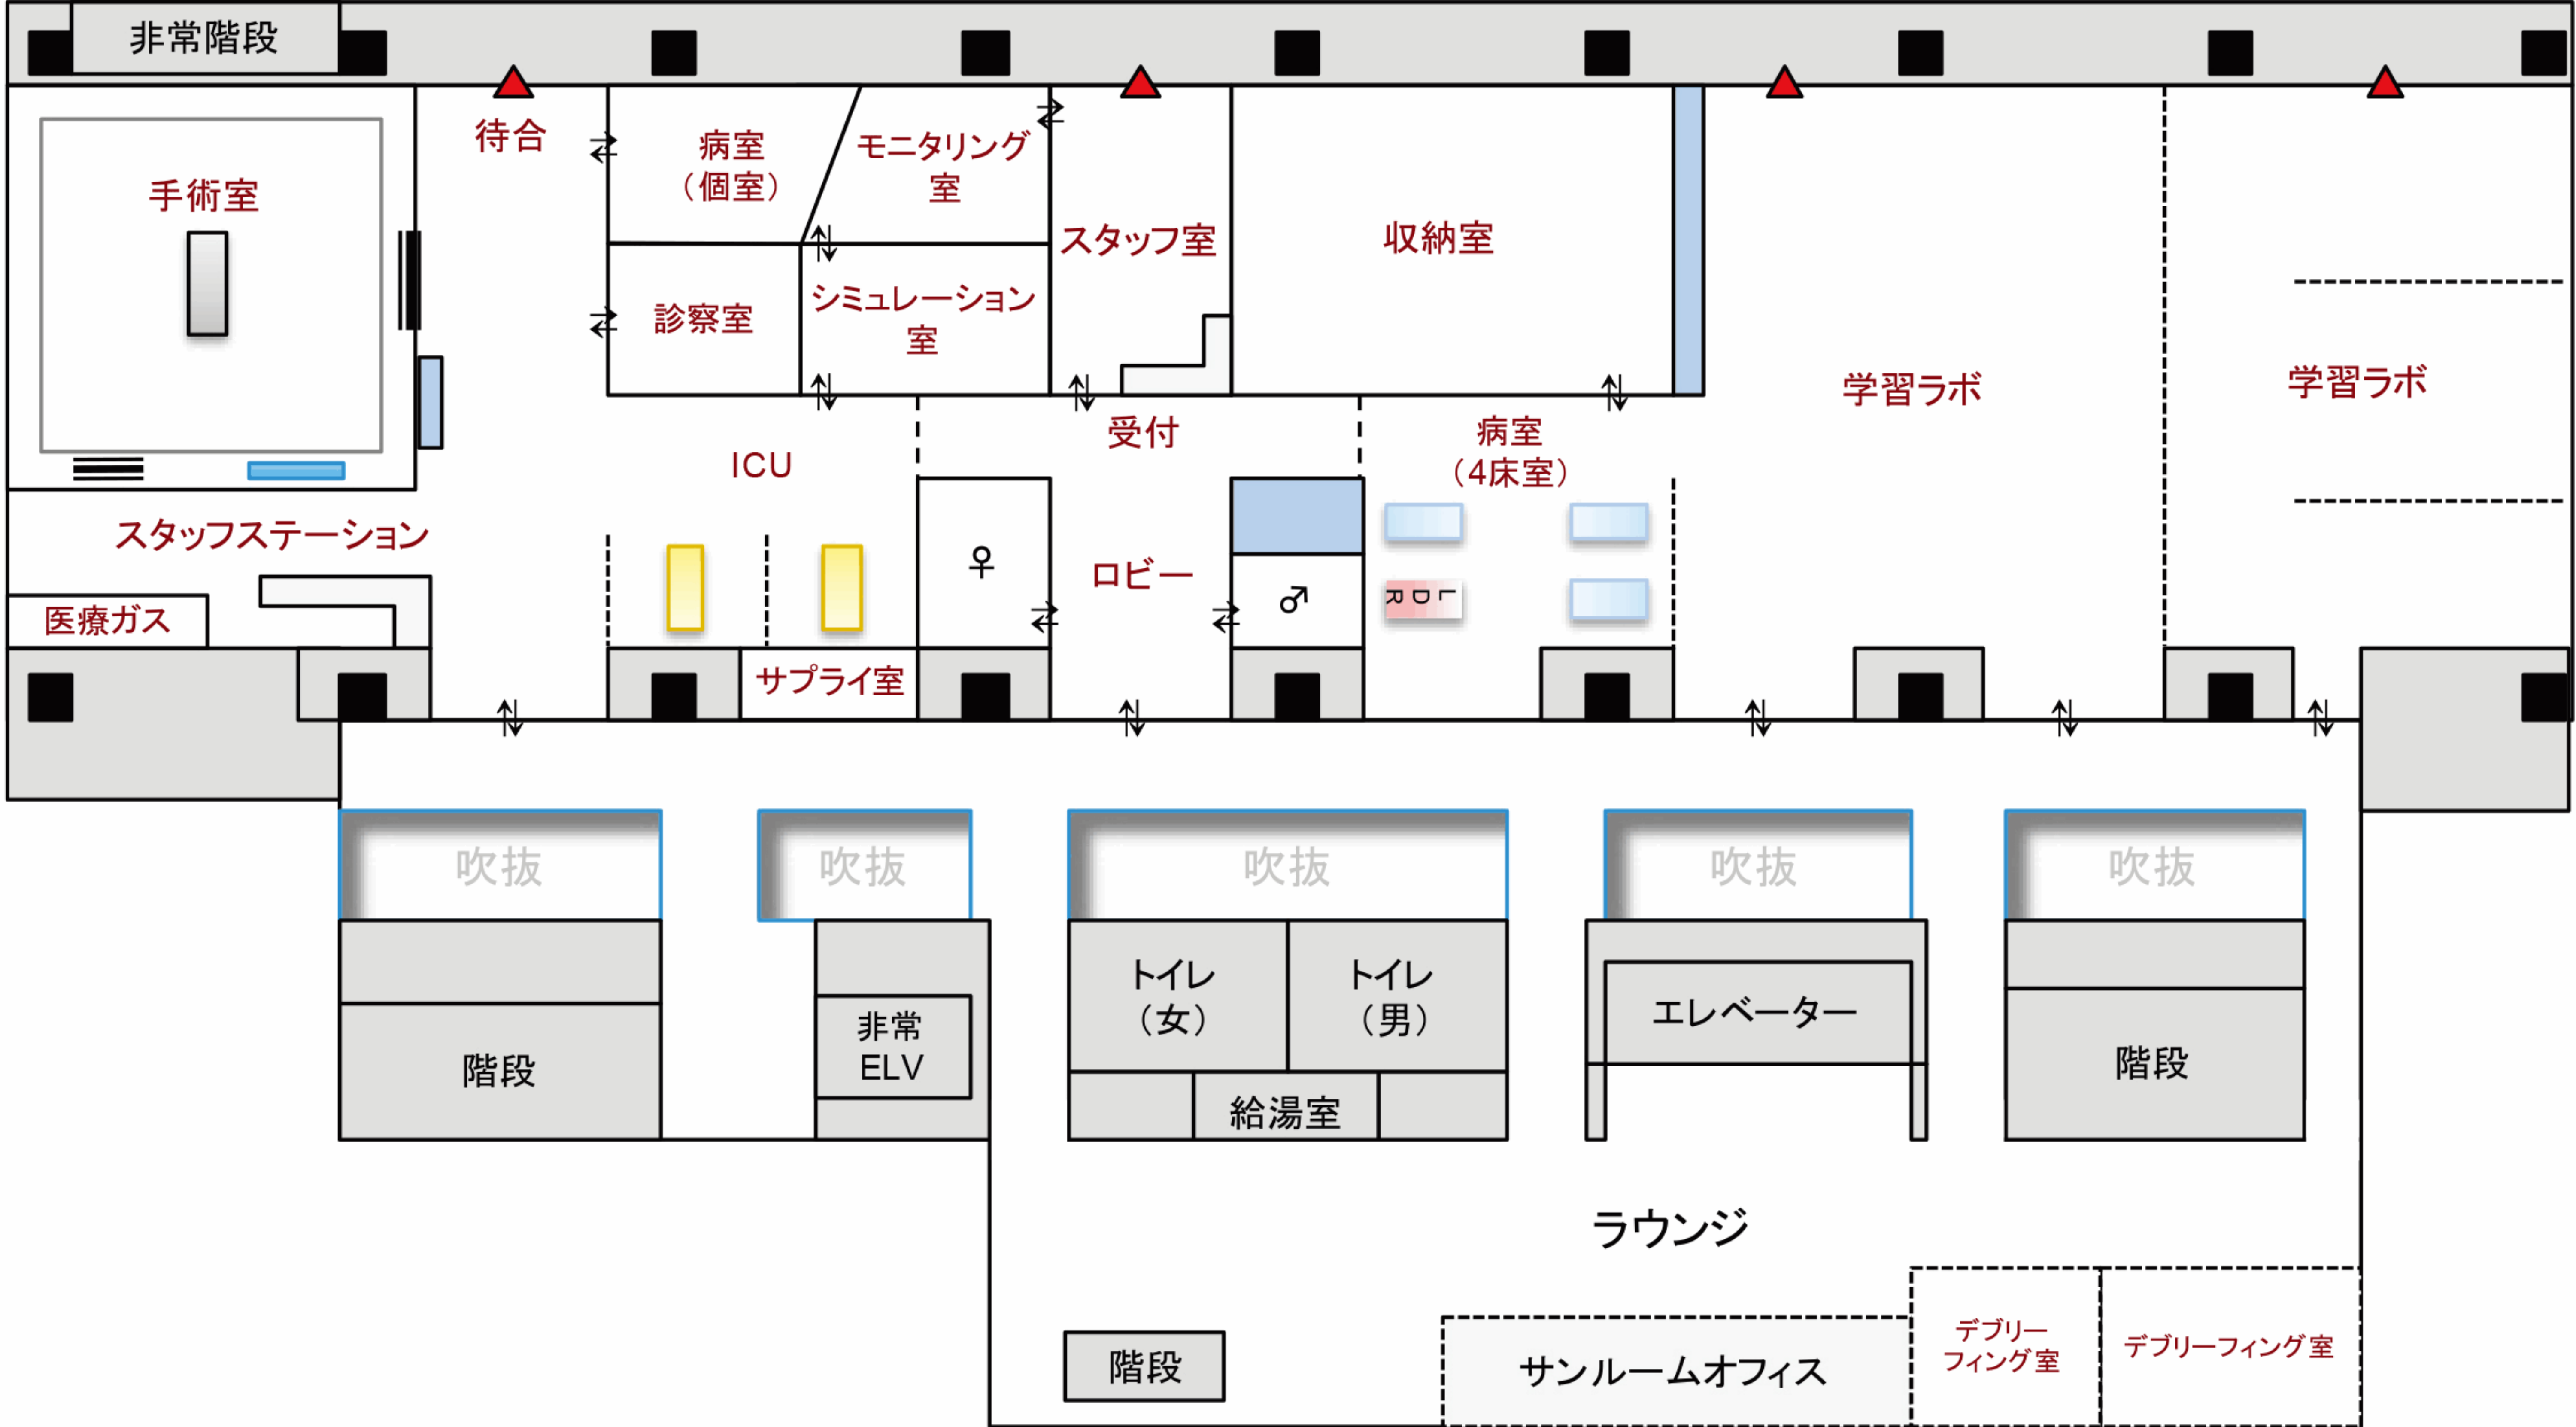 非常階段
待合
病室
（個室）
モニタリング
室
手術室
スタッフ室
収納室
診察室
シミュレーション
室
学習ラボ
学習ラボ
受付
病室
（4床室）
ICU
スタッフステーション
♀
ロビー
♂
LDR
医療ガス
サプライ室
吹抜
吹抜
吹抜
吹抜
吹抜
トイレ
（女）
トイレ
（男）
エレベーター
非常
ELV
階段
階段
給湯室
ラウンジ
階段
サンルームオフィス
デブリー
フィング室
デブリーフィング室